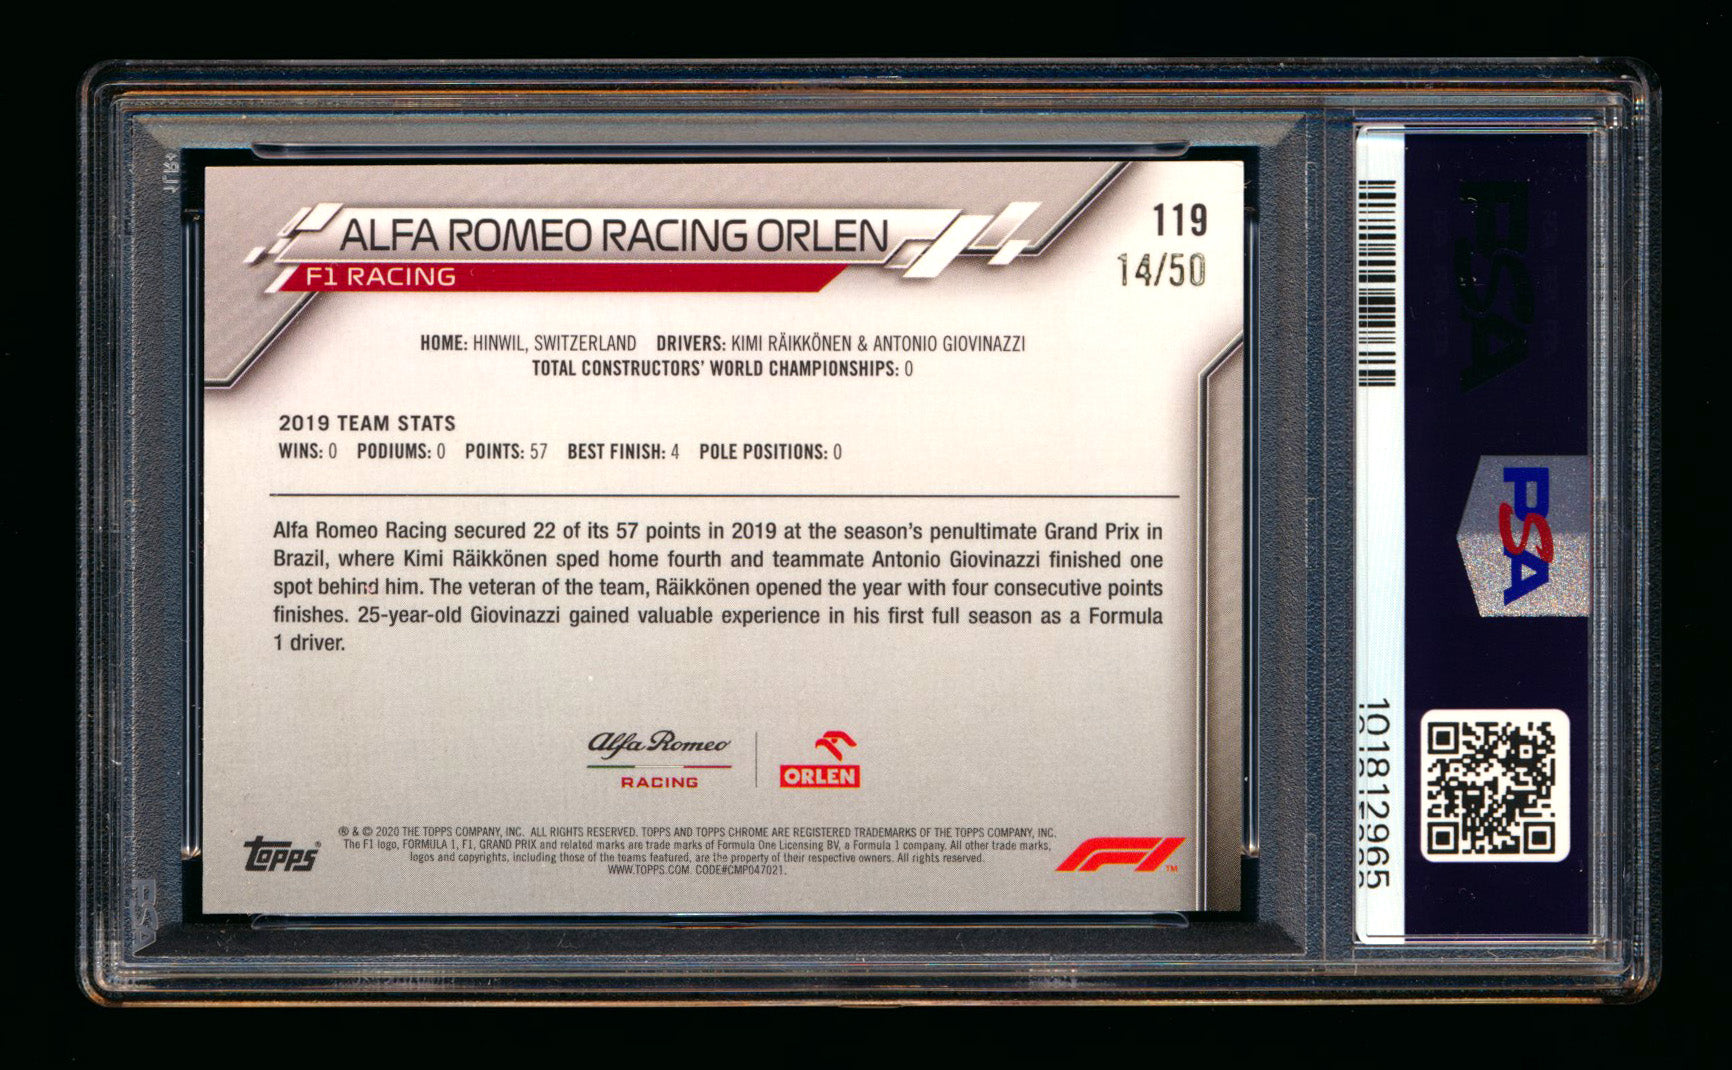 ALFA ROMEO RACING ORLEN
F1 RACING
119
14/50
HOME: HINWIL, SWITZERLAND DRIVERS: KIMI RÄIKKÖNEN & ANTONIO GIOVINAZZI
TOTAL CONSTRUCTORS' WORLD CHAMPIONSHIPS: 0
2019 TEAM STATS
WINS: 0 PODIUMS: 0 POINTS: 57 BEST FINISH: 4 POLE POSITIONS: 0
Alfa Romeo Racing secured 22 of its 57 points in 2019 at the season's penultimate Grand Prix in
Brazil, where Kimi Räikkönen sped home fourth and teammate Antonio Giovinazzi finished one
spot behind him. The veteran of the team, Räikkönen opened the year with four consecutive points
finishes. 25-year-old Giovinazzi gained valuable experience in his first full season as a Formula
1 driver.
Alfa Romeo
RACING
ORLEN
topps®
® & © 2020 THE TOPPS COMPANY, INC. ALL RIGHTS RESERVED. TOPPS AND TOPPS CHROME ARE REGISTERED TRADEMARKS OF THE TOPPS COMPANY, INC.
The F1 logo, FORMULA 1, F1, GRAND PRIX and related marks are trade marks of Formula One Licensing BV, a Formula 1 company. All other trade marks,
logos and copyrights, including those of the teams featured, are the property of their respective owners. All rights reserved.
WWW.TOPPS.COM. CODE#CMP047021.
F1™
PSA
PSA
101812965